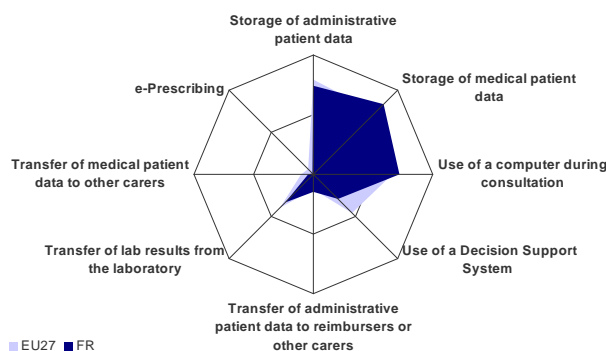 Storage of administrative
patient data
Storage of medical patient
data
Use of a computer during
consultation
Use of a Decision Support
System
Transfer of administrative
patient data to reimbursers or
other carers
Transfer of lab results from
the laboratory
Transfer of medical patient
data to other carers
e-Prescribing
EU27 FR